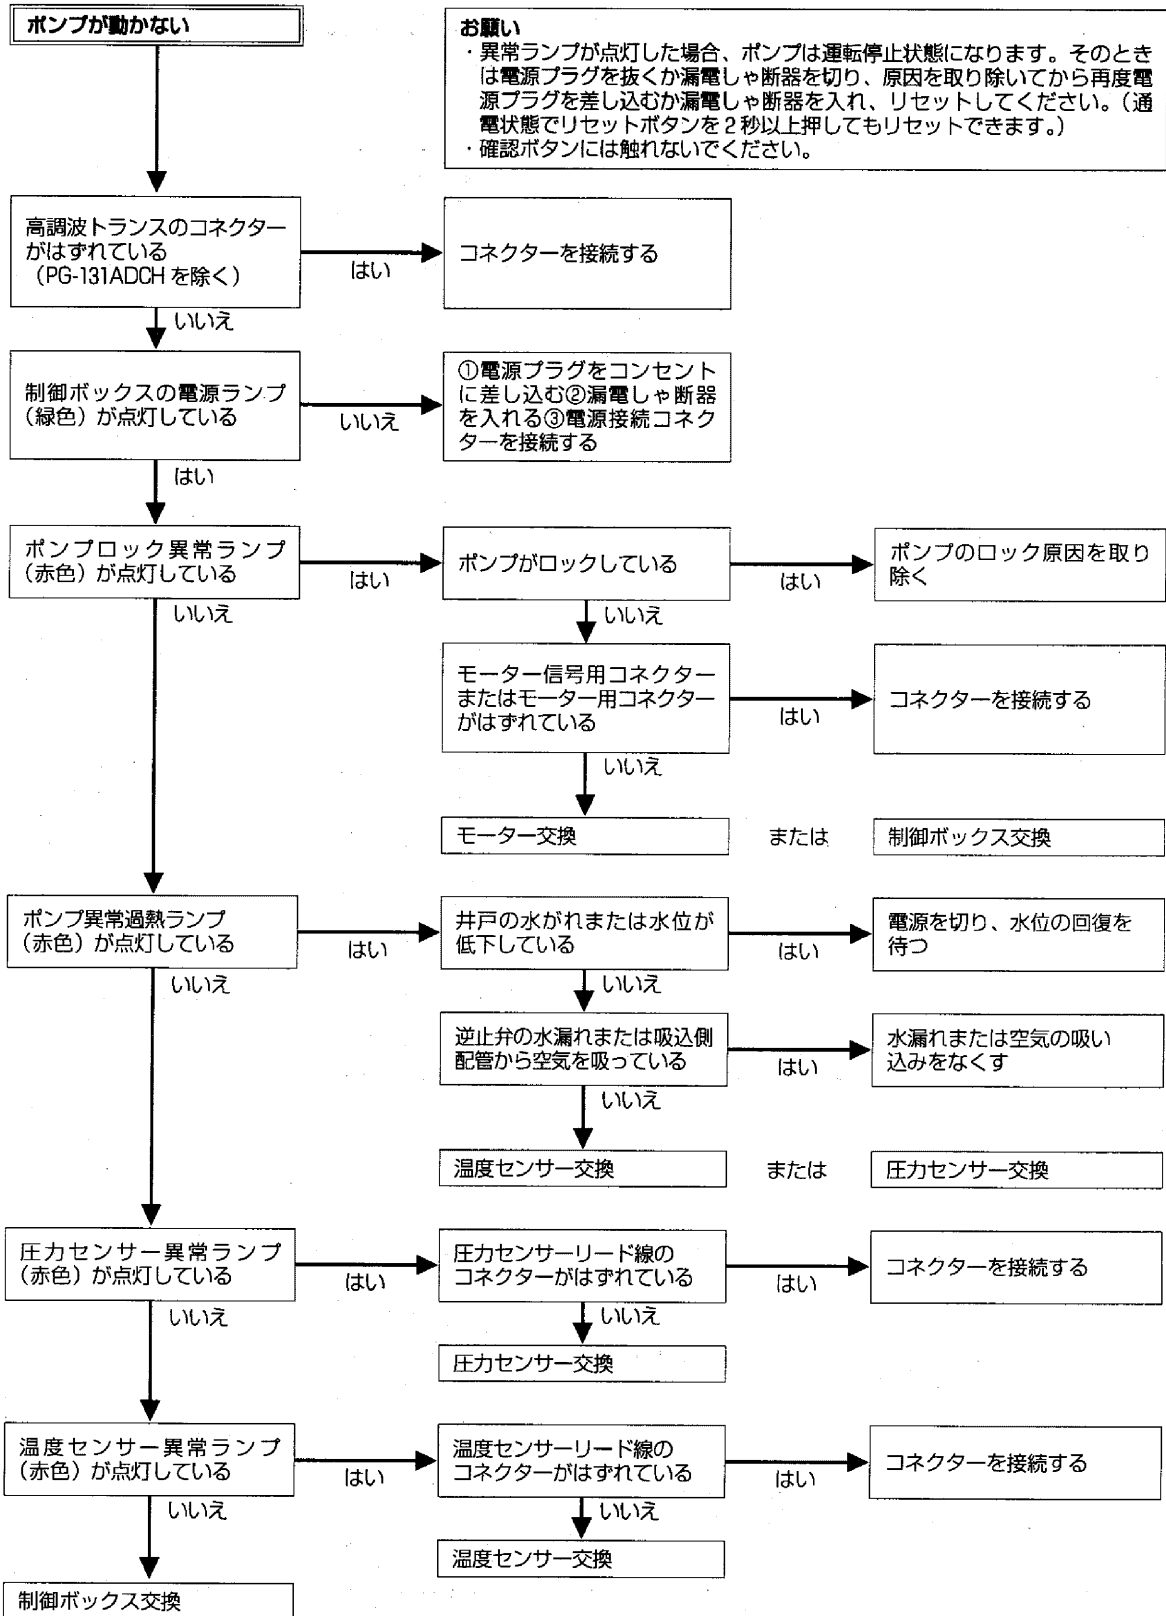 ポンプが動かない
お願い
・異常ランプが点灯した場合、ポンプは運転停止状態になります。そのとき
は電源プラグを抜くか漏電しゃ断器を切り、原因を取り除いてから再度電
源プラグを差し込むか漏電しゃ断器を入れ、リセットしてください。（通
電状態でリセットボタンを２秒以上押してもリセットできます。）
・確認ボタンには触れないでください。
高調波トランスのコネクター
がはずれている
（PG-131ADCHを除く）
はい
コネクターを接続する
いいえ
制御ボックスの電源ランプ
（緑色）が点灯している
いいえ
①電源プラグをコンセント
に差し込む②漏電しゃ断器
を入れる③電源接続コネク
ターを接続する
はい
ポンプロック異常ランプ
（赤色）が点灯している
はい
ポンプがロックしている
はい
ポンプのロック原因を取り
除く
いいえ
いいえ
モーター信号用コネクター
またはモーター用コネクター
がはずれている
はい
コネクターを接続する
いいえ
モーター交換
または
制御ボックス交換
ポンプ異常過熱ランプ
（赤色）が点灯している
はい
井戸の水がれまたは水位が
低下している
はい
電源を切り、水位の回復を
待つ
いいえ
いいえ
逆止弁の水漏れまたは吸込側
配管から空気を吸っている
はい
水漏れまたは空気の吸い
込みをなくす
いいえ
温度センサー交換
または
圧力センサー交換
圧力センサー異常ランプ
（赤色）が点灯している
はい
圧力センサーリード線の
コネクターがはずれている
はい
コネクターを接続する
いいえ
いいえ
圧力センサー交換
温度センサー異常ランプ
（赤色）が点灯している
はい
温度センサーリード線の
コネクターがはずれている
はい
コネクターを接続する
いいえ
いいえ
温度センサー交換
制御ボックス交換